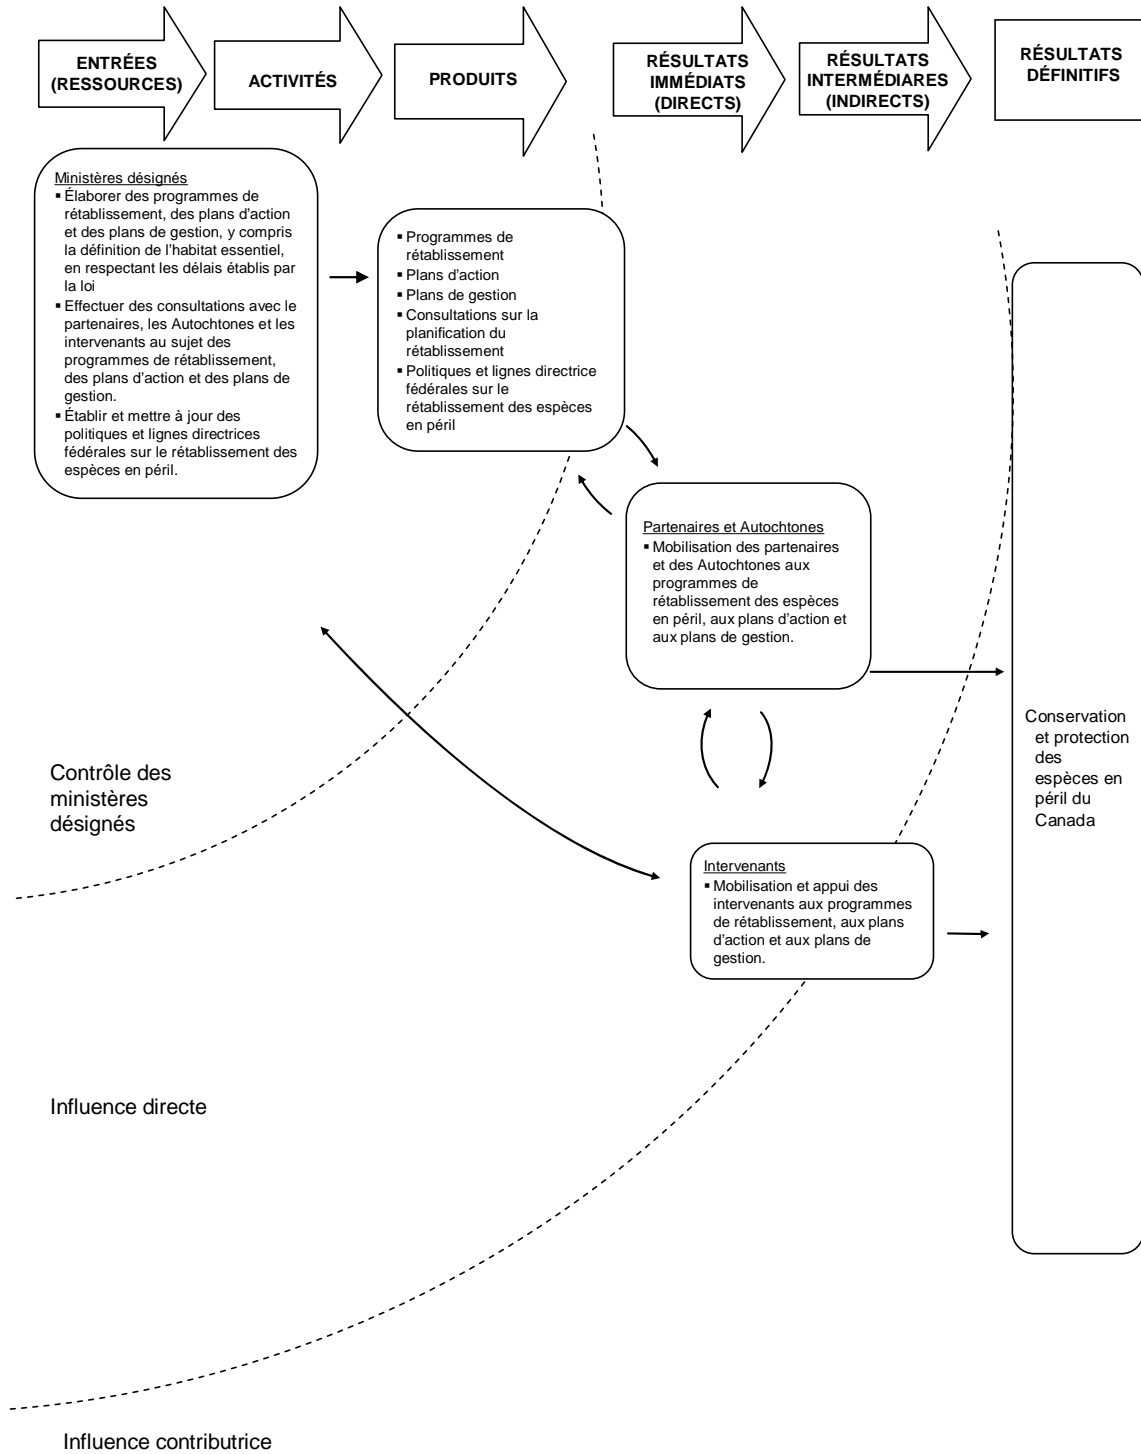 ENTRÉES
(RESSOURCES)
ACTIVITÉS
PRODUITS
RÉSULTATS
IMMÉDIATS
(DIRECTS)
RÉSULTATS
INTERMÉDIARES
(INDIRECTS)
RÉSULTATS
DÉFINITIFS
Ministères désignés
▪ Élaborer des programmes de
rétablissement, des plans d'action
et des plans de gestion, y compris
la définition de l'habitat essentiel,
en respectant les délais établis par
la loi
▪ Effectuer des consultations avec le
partenaires, les Autochtones et les
intervenants au sujet des
programmes de rétablissement,
des plans d'action et des plans de
gestion.
▪ Établir et mettre à jour des
politiques et lignes directrices
fédérales sur le rétablissement des
espèces en péril.
▪ Programmes de
rétablissement
▪ Plans d'action
▪ Plans de gestion
▪ Consultations sur la
planification du
rétablissement
▪ Politiques et lignes directrice
fédérales sur le
rétablissement des espèces
en péril
Partenaires et Autochtones
▪ Mobilisation des partenaires
et des Autochtones aux
programmes de
rétablissement des espèces
en péril, aux plans d'action et
aux plans de gestion.
Conservation
et protection
des
espèces en
péril du
Canada
Contrôle des
ministères
désignés
Intervenants
▪ Mobilisation et appui des
intervenants aux programmes
de rétablissement, aux plans
d'action et aux plans de
gestion.
Influence directe
Influence contributrice